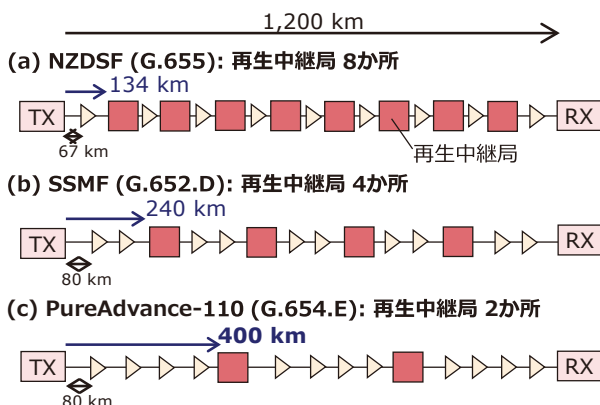 1,200 km
(a) NZDSF (G.655): 再生中継局 8か所
134 km
TX
RX
67 km
再生中継局
(b) SSMF (G.652.D): 再生中継局 4か所
240 km
TX
RX
80 km
(c) PureAdvance-110 (G.654.E): 再生中継局 2か所
400 km
TX
RX
80 km